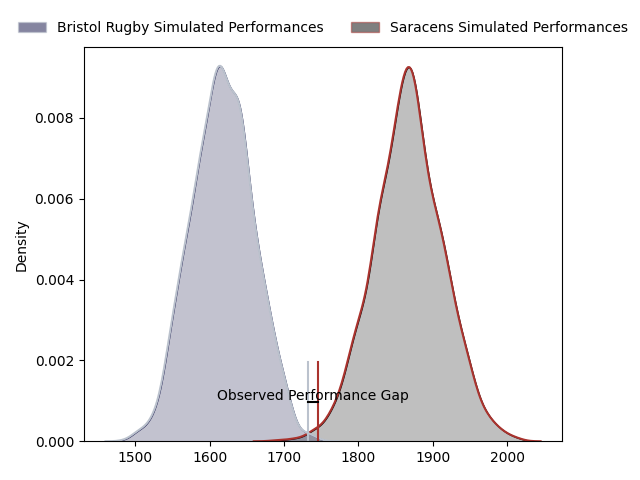 Bristol Rugby Simulated Performances Saracens Simulated Performances
0.008
0.006
Density
0.004
0.002
Observed Performance Gap
0.000
1500 1600 1700 1800 1900 2000